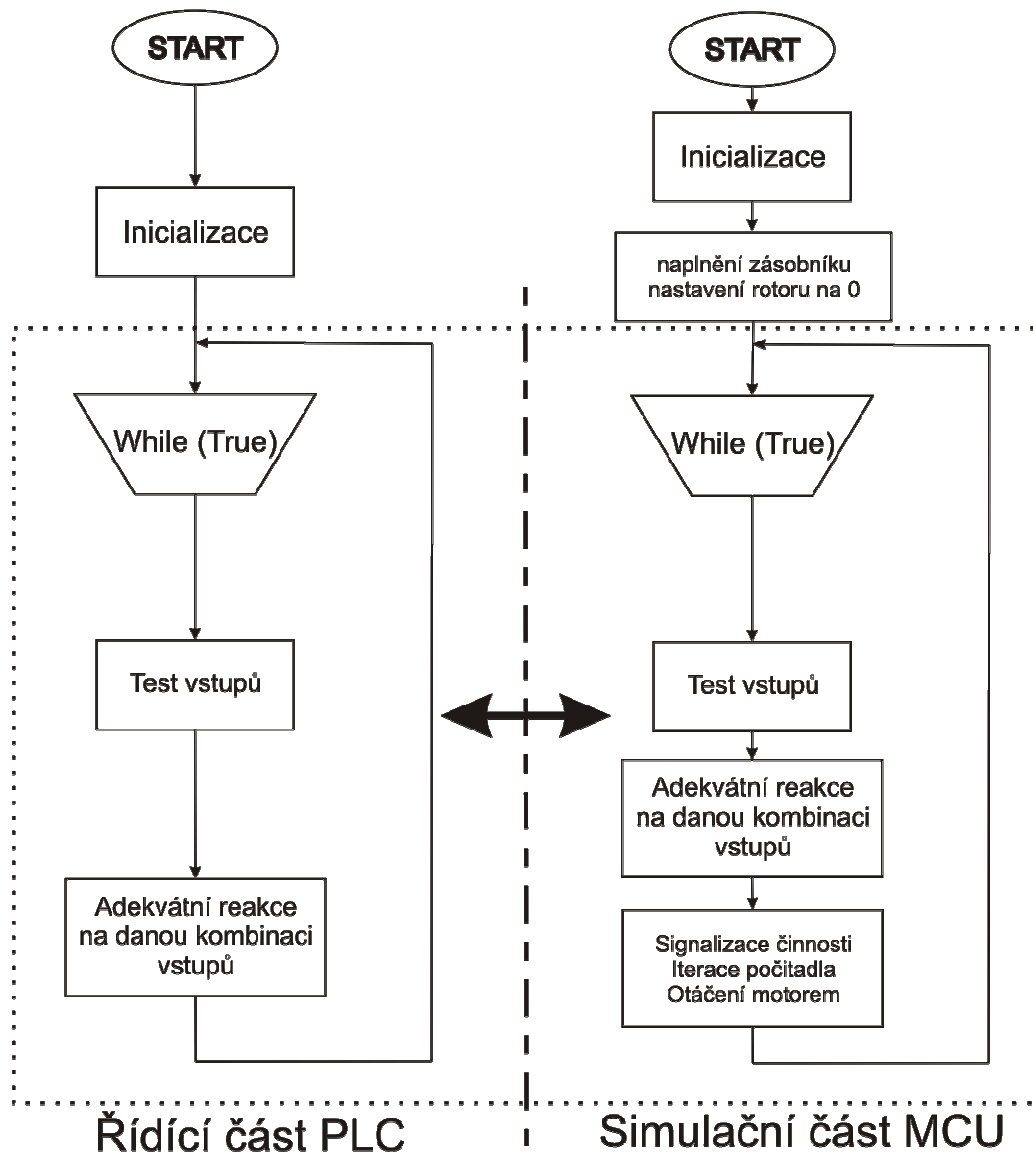 START
Inicializace
While (True)
Test vstupů
Adekvátní reakce
na danou kombinaci
vstupů
Řídící část PLC
START
Inicializace
naplnění zásobníku
nastavení rotoru na 0
While (True)
Test vstupů
Adekvátní reakce
na danou kombinaci
vstupů
Signalizace činnosti
Iterace počitadla
Otáčení motorem
Simulační část MCU